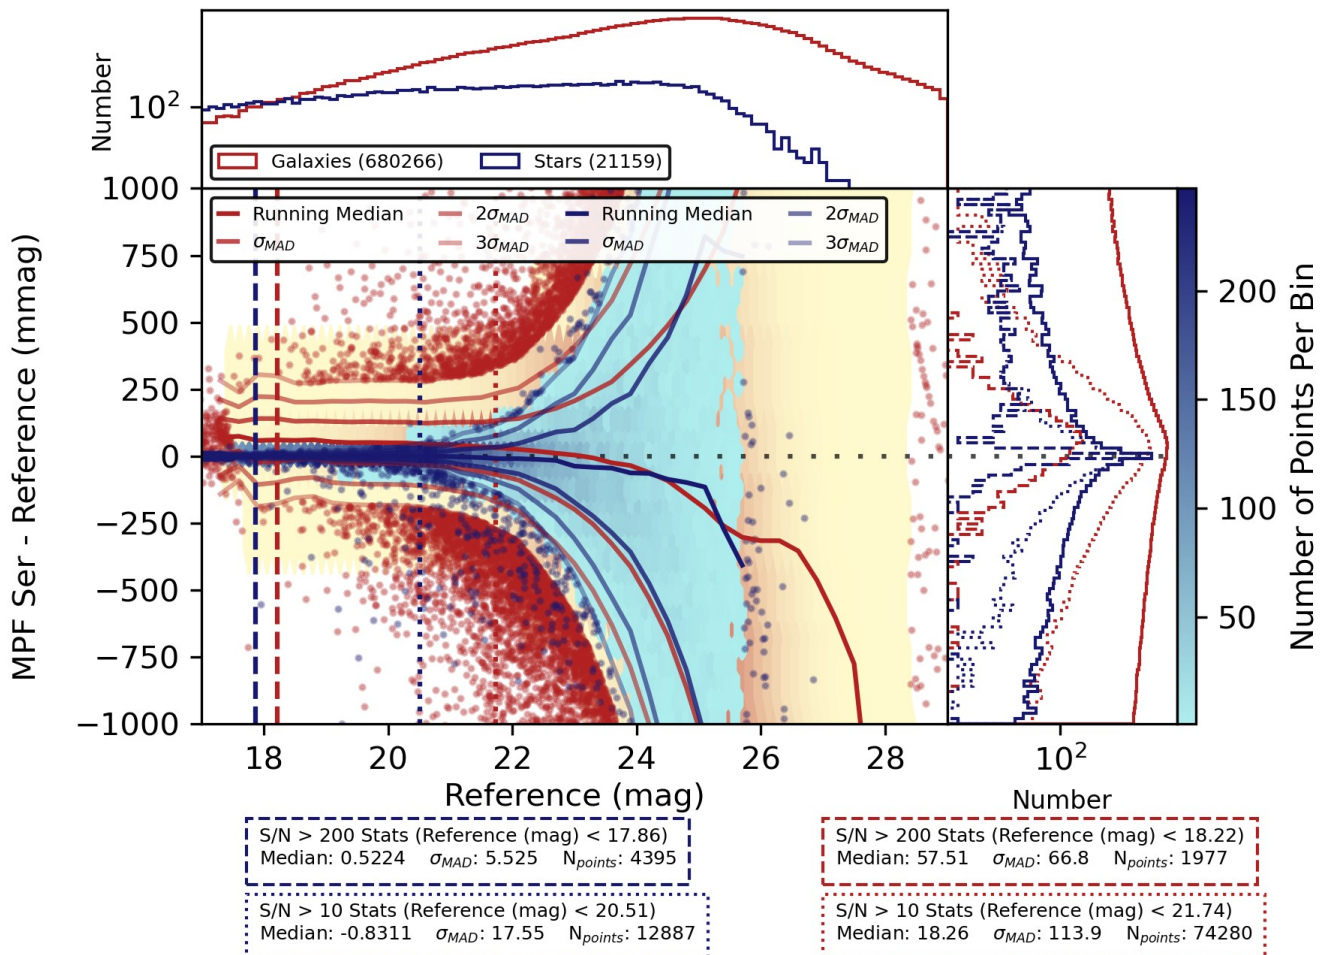 Number
10²
Galaxies (680266) Stars (21159)
Running Median 2σMAD Running Median 2σMAD
σMAD 3σMAD σMAD 3σMAD
MPF Ser - Reference (mmag)
1000
750
500
250
0
−250
−500
−750
−1000
18 20 22 24 26 28
Reference (mag)
10²
Number
200
150
100
50
Number of Points Per Bin
S/N > 200 Stats (Reference (mag) < 17.86)
Median: 0.5224 σMAD: 5.525 Npoints: 4395
S/N > 10 Stats (Reference (mag) < 20.51)
Median: -0.8311 σMAD: 17.55 Npoints: 12887
S/N > 200 Stats (Reference (mag) < 18.22)
Median: 57.51 σMAD: 66.8 Npoints: 1977
S/N > 10 Stats (Reference (mag) < 21.74)
Median: 18.26 σMAD: 113.9 Npoints: 74280